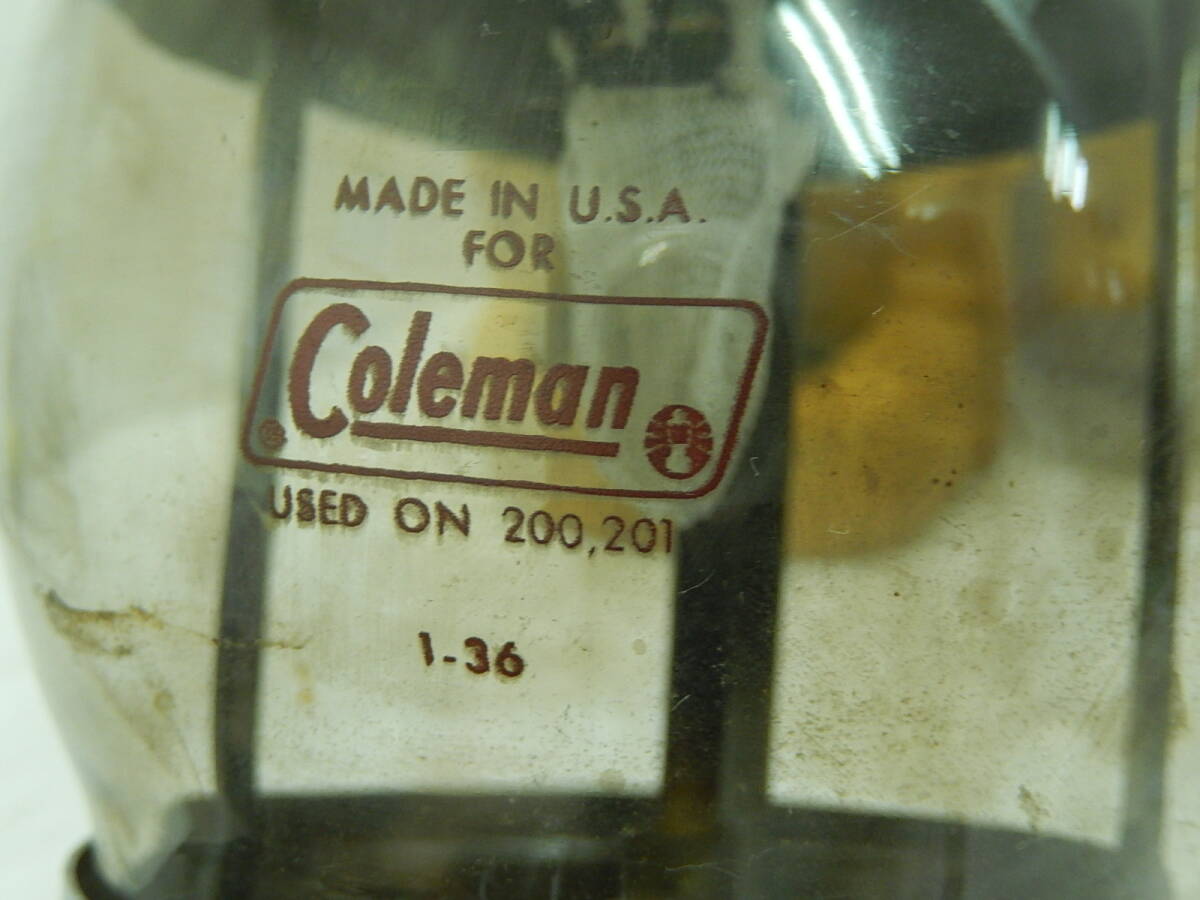 MADE IN U.S.A.
FOR
Coleman
®
USED ON 200,201
1-36